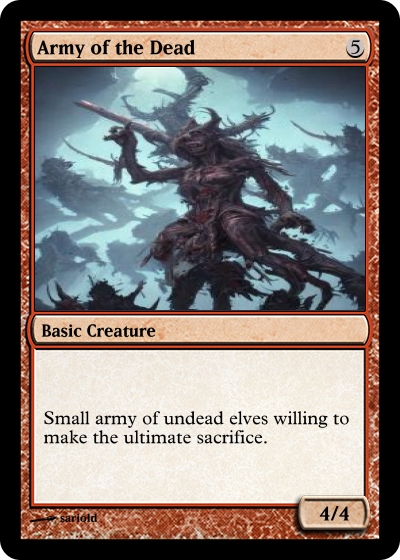 Army of the Dead 5
Basic Creature
Small army of undead elves willing to
make the ultimate sacrifice.
4/4
sarioid